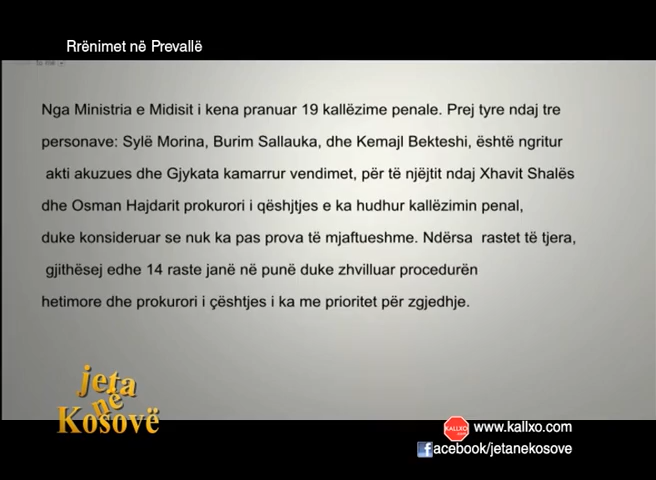 Rrënimet në Prevallë
to me
Nga Ministria e Midisit i kena pranuar 19 kallëzime penale. Prej tyre ndaj tre
personave: Sylë Morina, Burim Sallauka, dhe Kemajl Bekteshi, është ngritur
akti akuzues dhe Gjykata kamarrur vendimet, për të njëjtit ndaj Xhavit Shalës
dhe Osman Hajdarit prokurori i qëshjtjes e ka hudhur kallëzimin penal,
duke konsideruar se nuk ka pas prova të mjaftueshme. Ndërsa rastet të tjera,
gjithësej edhe 14 raste janë në punë duke zhvilluar procedurën
hetimore dhe prokurori i çështjes i ka me prioritet për zgjedhje.
jeta
në
Kosovë
KALLXO
www.kallxo.com
facebook/jetanekosove